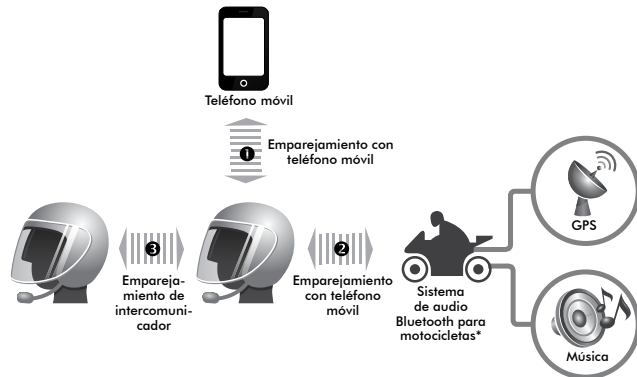 Teléfono móvil
❶
Emparejamiento con
teléfono móvil
GPS
❸
❷
Empareja-
miento de
intercomuni-
cador
Emparejamiento
con teléfono
móvil
Sistema
de audio
Bluetooth para
motocicletas*
Música